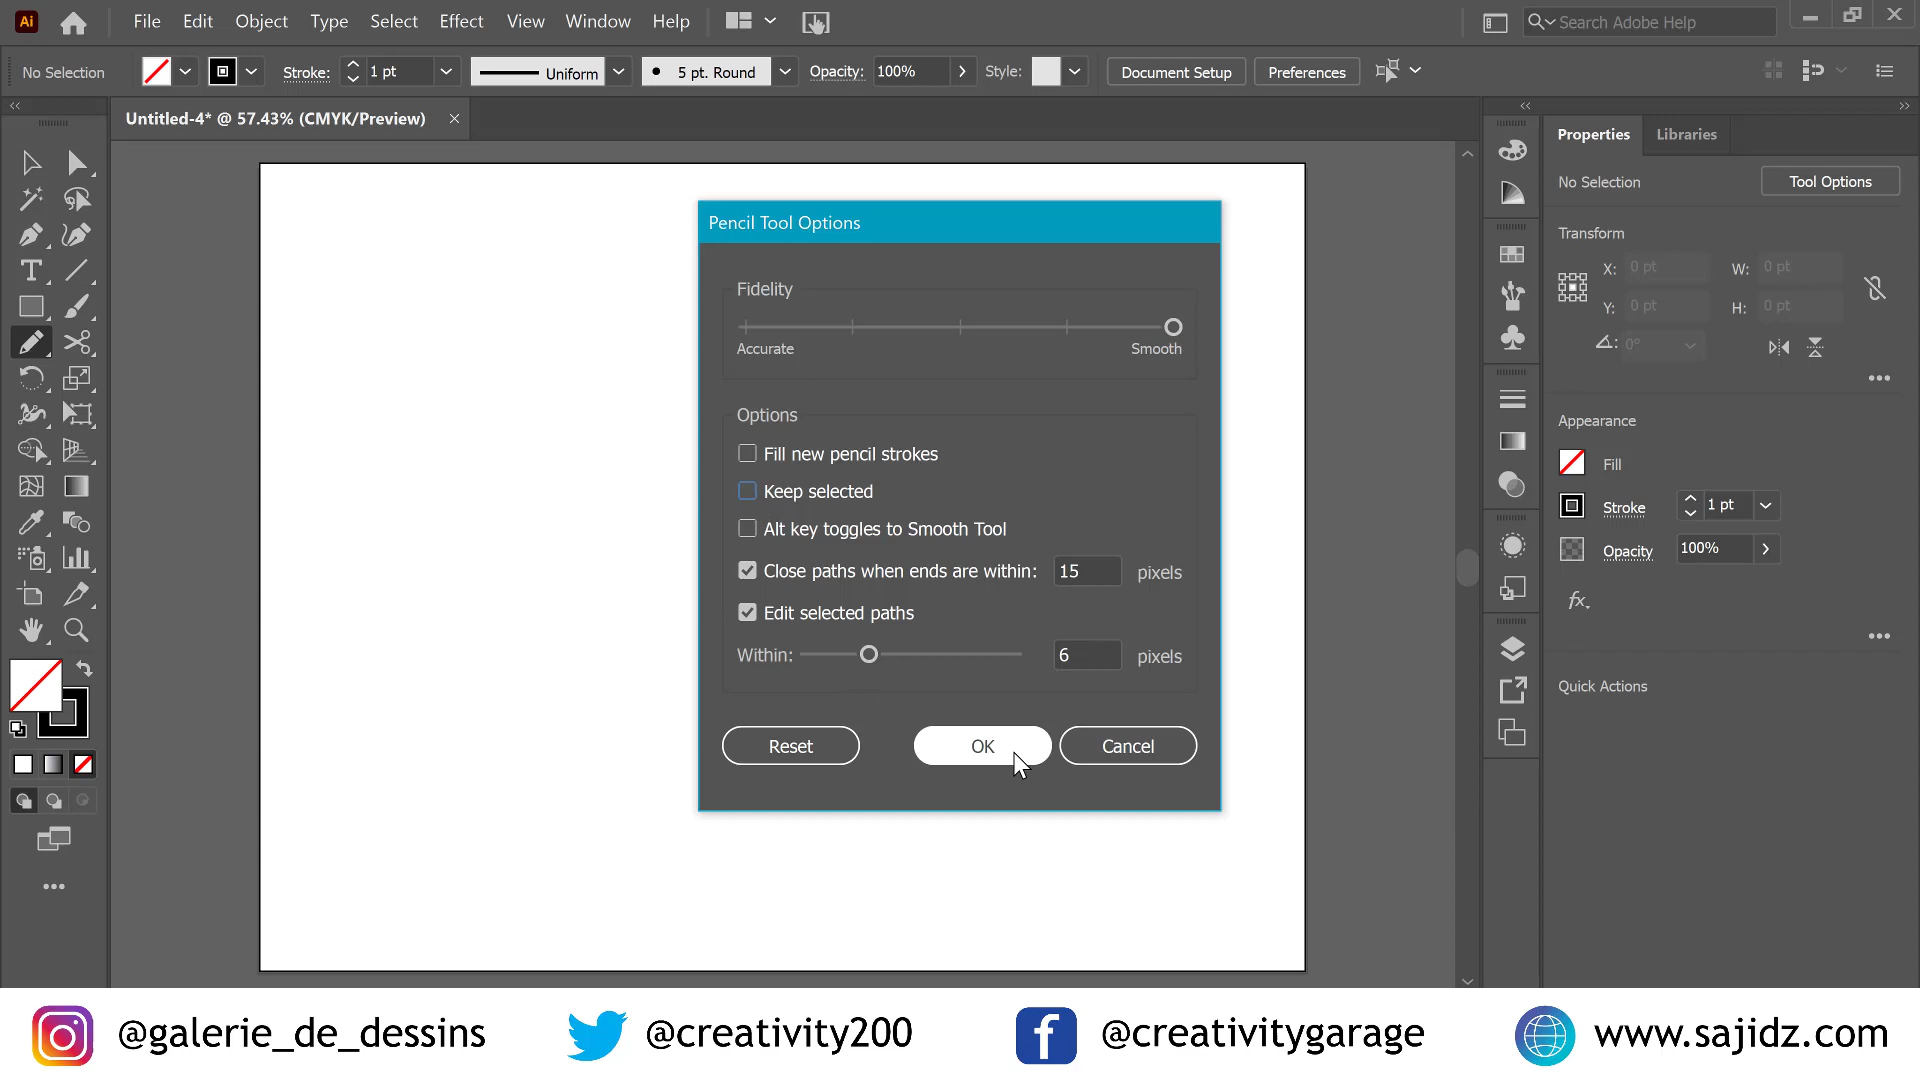 Ai File Edit Object Type Select Effect View Window Help Search Adobe Help
No Selection Stroke: 1 pt Uniform 5 pt. Round Opacity: 100% Style: Document Setup Preferences
Untitled-4* @ 57.43% (CMYK/Preview)
Properties Libraries
No Selection Tool Options
Transform
X: 0 pt W: 0 pt
Y: 0 pt H: 0 pt
0°
Appearance
Fill
Stroke 1 pt
Opacity 100%
fx
Quick Actions
Pencil Tool Options
Fidelity
Accurate Smooth
Options
Fill new pencil strokes
Keep selected
Alt key toggles to Smooth Tool
Close paths when ends are within: 15 pixels
Edit selected paths
Within: 6 pixels
Reset OK Cancel
@galerie_de_dessins @creativity200 @creativitygarage www.sajidz.com